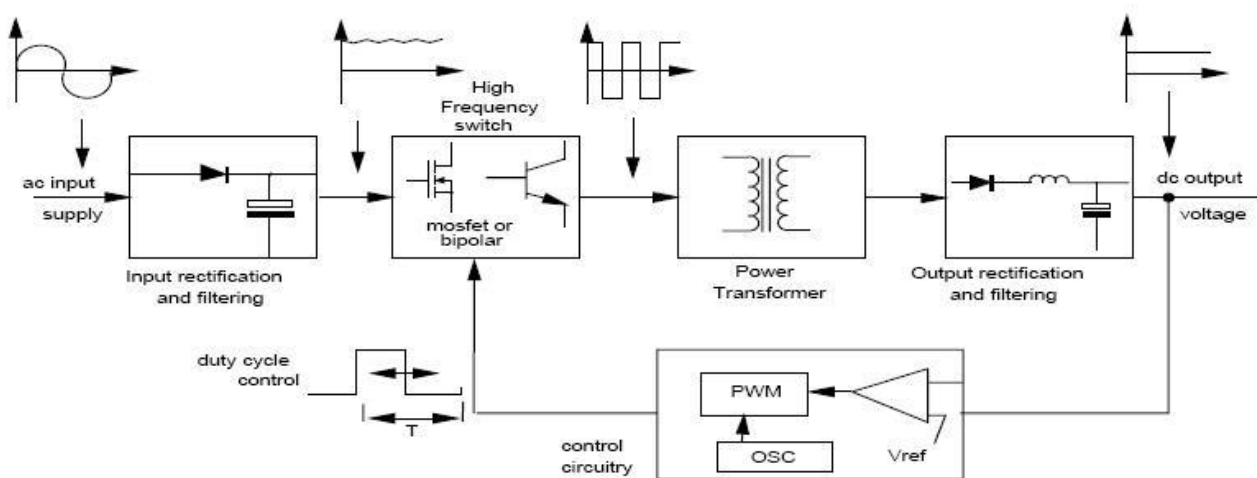 High
Frequency
switch
ac input
supply
mosfet or
bipolar
dc output
voltage
Input rectification
and filtering
Power
Transformer
Output rectification
and filtering
duty cycle
control
T
PWM
OSC
Vref
control
circuitry